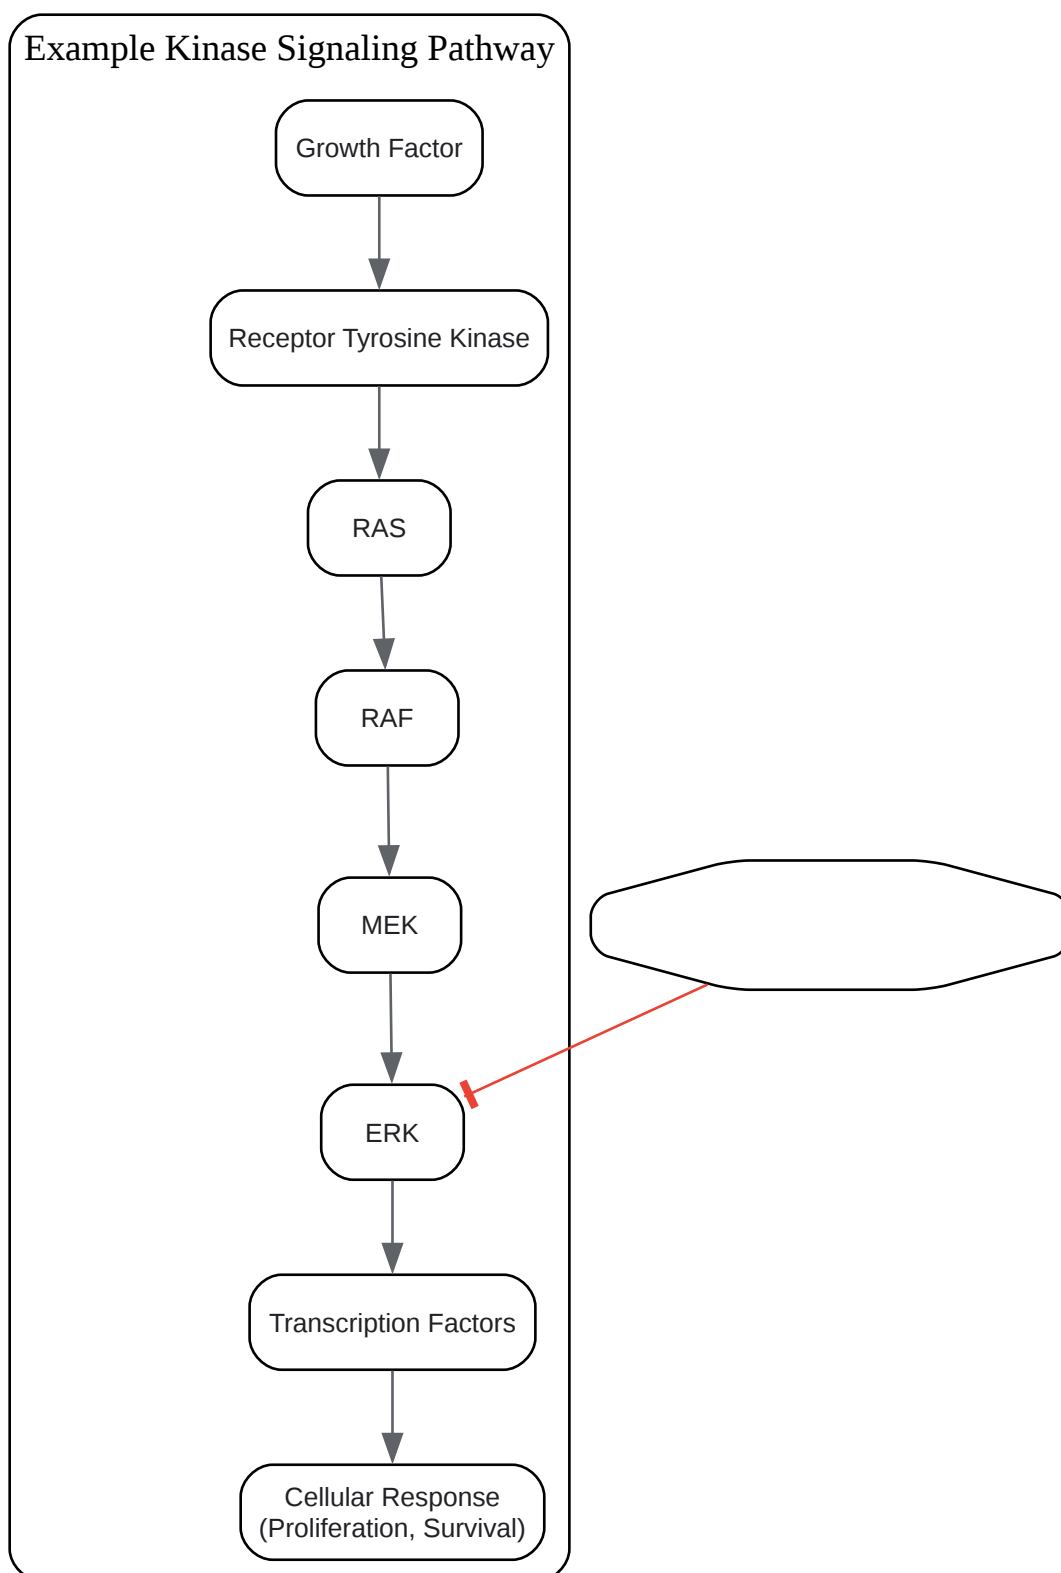 Example Kinase Signaling Pathway
Growth Factor
Receptor Tyrosine Kinase
RAS
RAF
MEK
ERK
Transcription Factors
Cellular Response
(Proliferation, Survival)